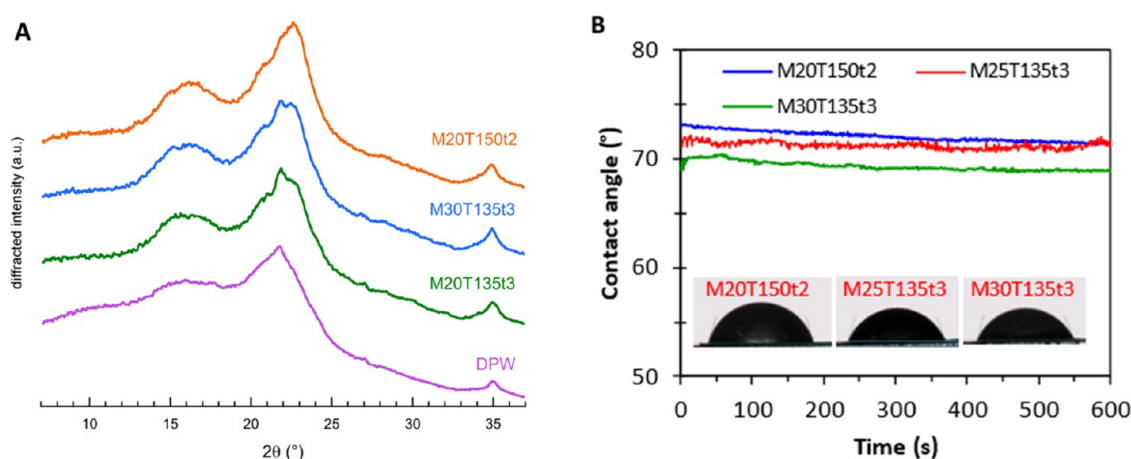 A
diffracted intensity (a.u.)
M20T150t2
M30T135t3
M20T135t3
DPW
10 15 20 25 30 35
2θ (°)
B
Contact angle (°)
80
70
60
50
M20T150t2 M25T135t3
M30T135t3
M20T150t2 M25T135t3 M30T135t3
0 100 200 300 400 500 600
Time (s)